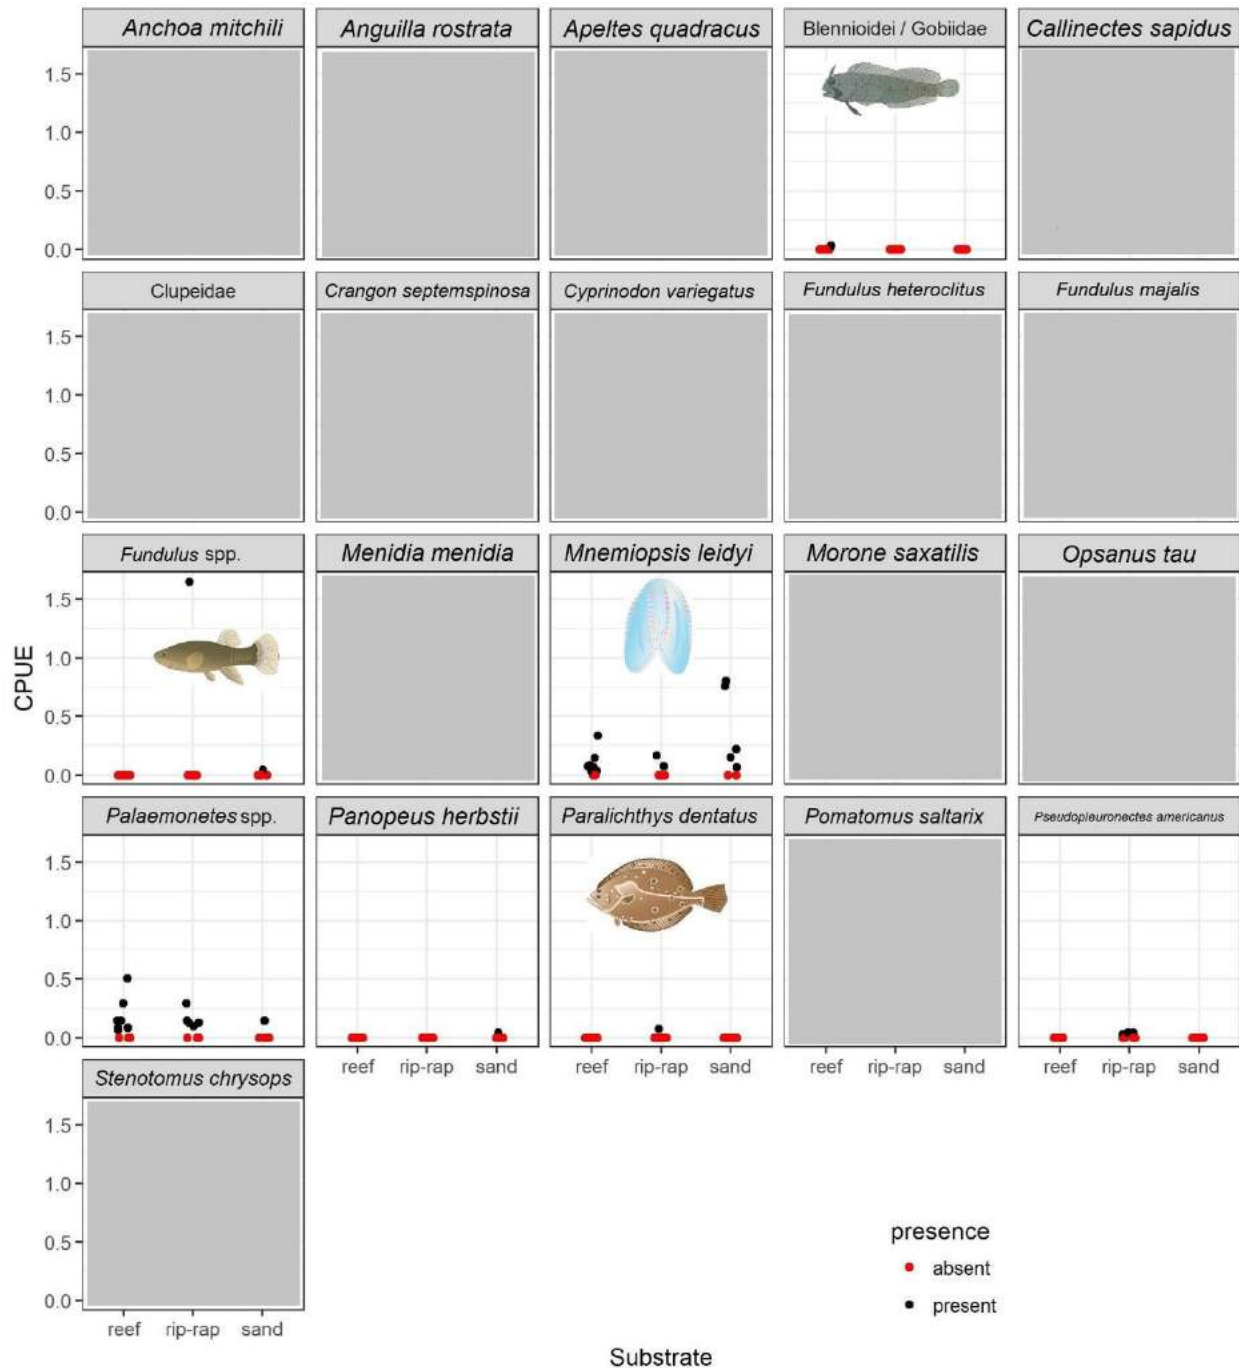 Anchoa mitchili Anguilla rostrata Apeltes quadracus Blennioidei / Gobiidae Callinectes sapidus
1.5
1.0
0.5
0.0
Clupeidae Crangon septemspinosa Cyprinodon variegatus Fundulus heteroclitus Fundulus majalis
1.5
1.0
0.5
0.0
Fundulus spp. Menidia menidia Mnemiopsis leidyi Morone saxatilis Opsanus tau
1.5
1.0
0.5
0.0
CPUE
Palaemonetes spp. Panopeus herbstii Paralichthys dentatus Pomatomus saltarix Pseudopleuronectes americanus
1.5
1.0
0.5
0.0
reef rip-rap sand reef rip-rap sand reef rip-rap sand reef rip-rap sand
Stenotomus chrysops
1.5
1.0
0.5
0.0
reef rip-rap sand
presence
absent
present
Substrate